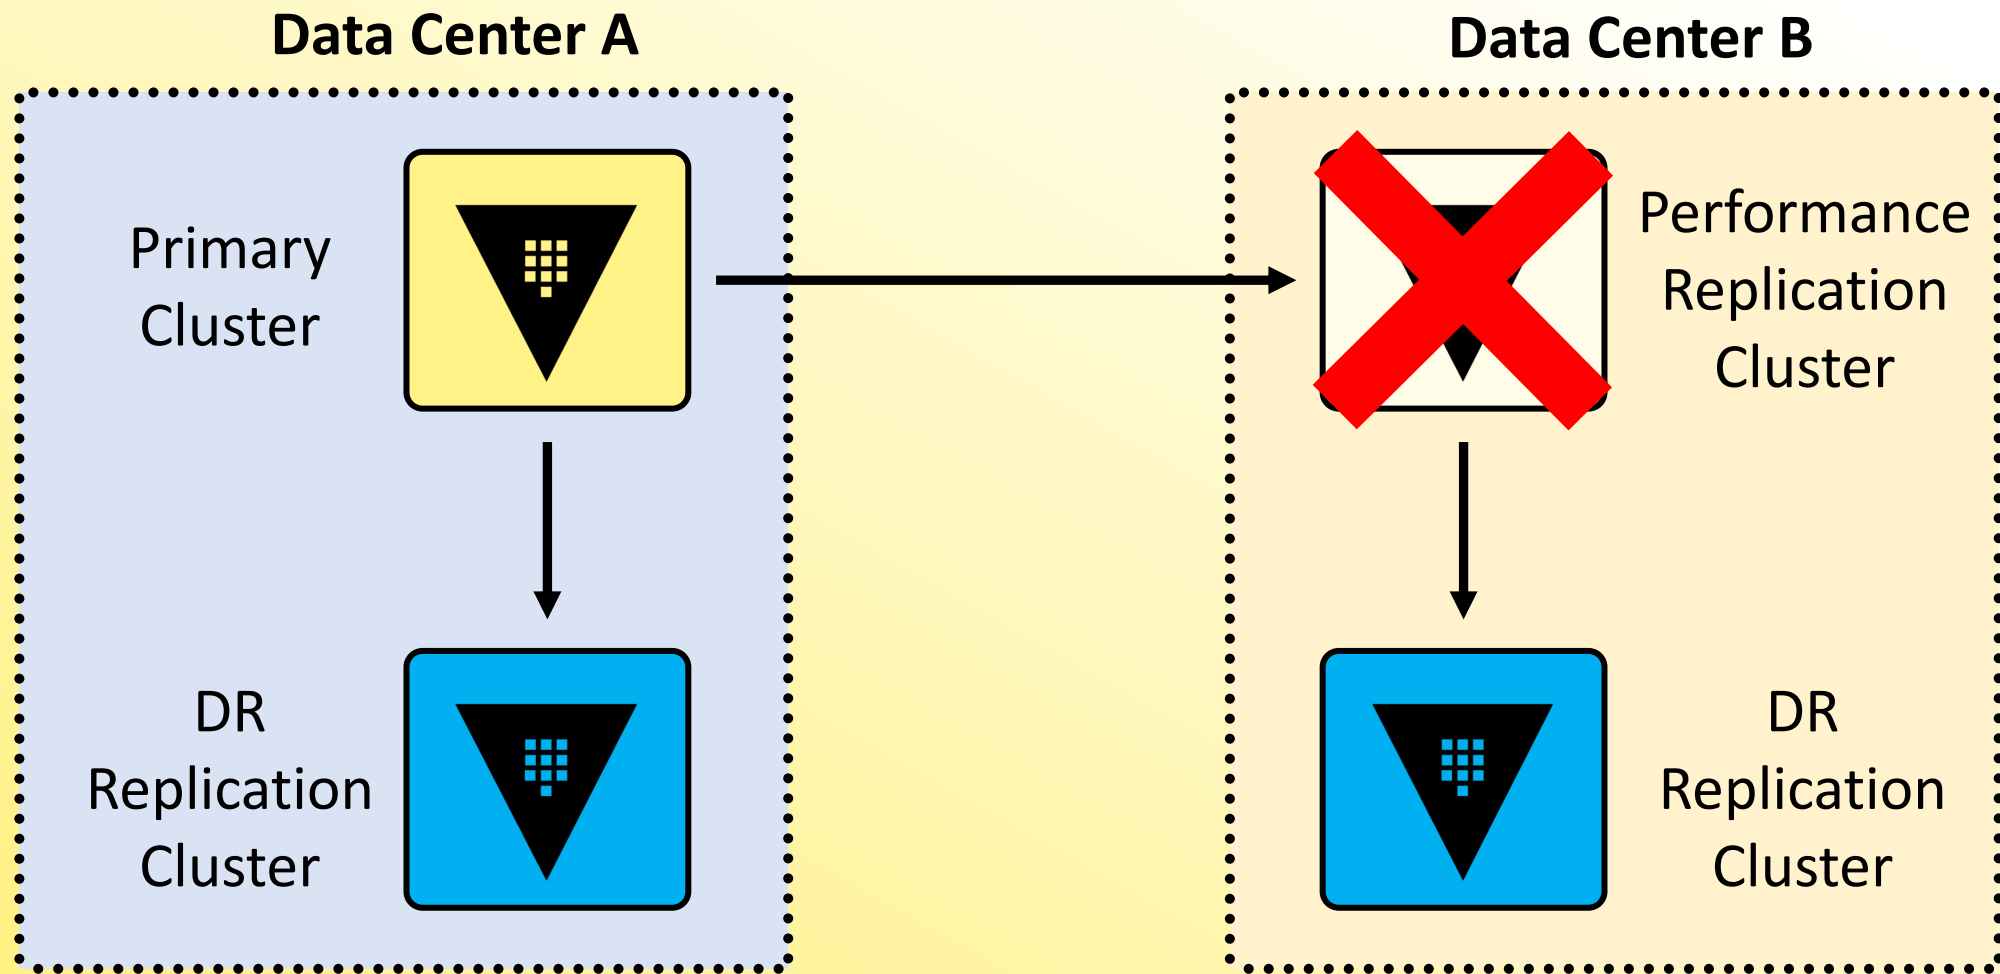 Data Center A
Data Center B
Primary
Cluster
Performance
Replication
Cluster
DR
Replication
Cluster
DR
Replication
Cluster